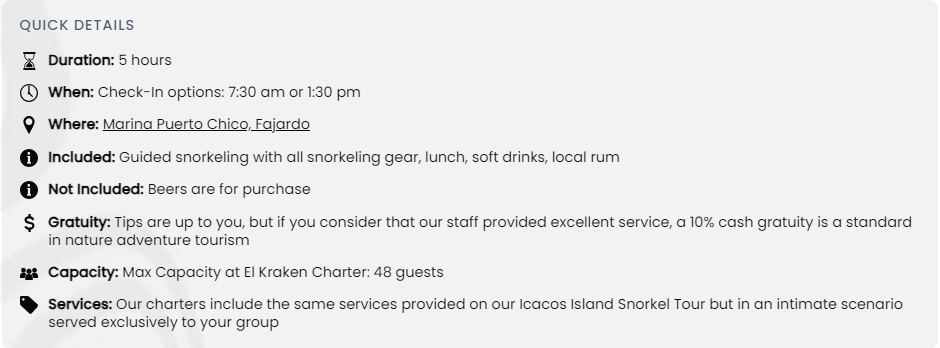 QUICK DETAILS
Duration: 5 hours
When: Check-In options: 7:30 am or 1:30 pm
Where: Marina Puerto Chico, Fajardo
Included: Guided snorkeling with all snorkeling gear, lunch, soft drinks, local rum
Not Included: Beers are for purchase
Gratuity: Tips are up to you, but if you consider that our staff provided excellent service, a 10% cash gratuity is a standard
in nature adventure tourism
Capacity: Max Capacity at El Kraken Charter: 48 guests
Services: Our charters include the same services provided on our Icacos Island Snorkel Tour but in an intimate scenario
served exclusively to your group